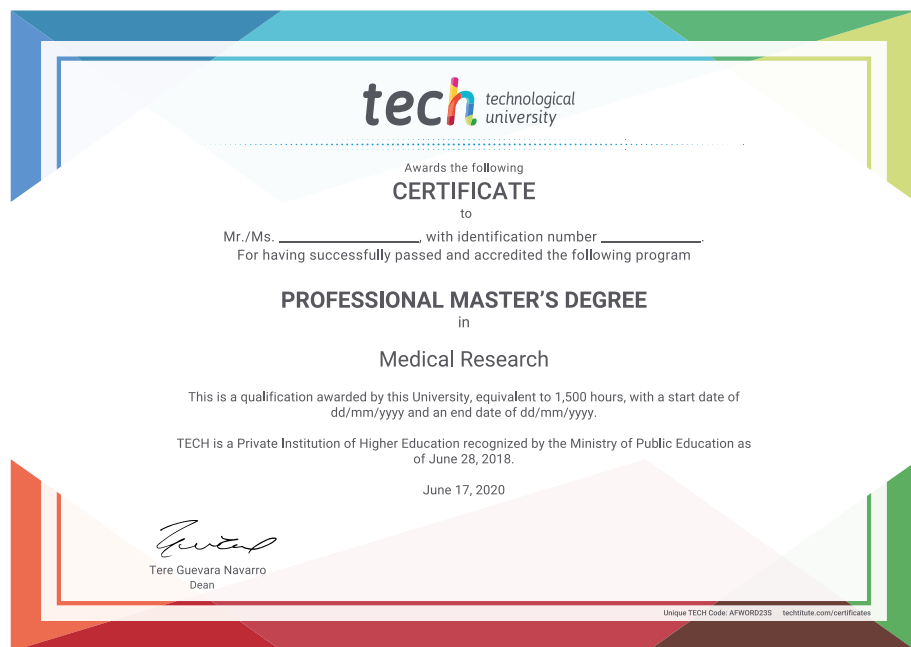 tech technological
university
Awards the following
CERTIFICATE
to
Mr./Ms. ____________________, with identification number ______________.
For having successfully passed and accredited the following program
PROFESSIONAL MASTER'S DEGREE
in
Medical Research
This is a qualification awarded by this University, equivalent to 1,500 hours, with a start date of
dd/mm/yyyy and an end date of dd/mm/yyyy.
TECH is a Private Institution of Higher Education recognized by the Ministry of Public Education as
of June 28, 2018.
June 17, 2020
Tere Guevara Navarro
Dean
Unique TECH Code: AFWORD23S techtitute.com/certificates